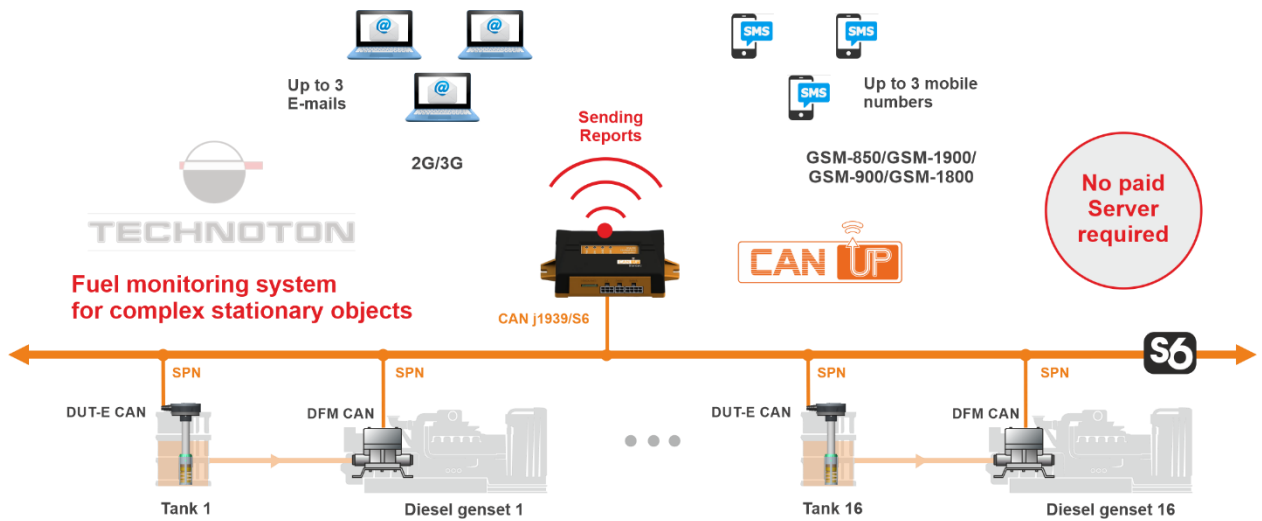 @
@
@
Up to 3
E-mails
2G/3G
Sending
Reports
SMS
SMS
SMS
Up to 3 mobile
numbers
GSM-850/GSM-1900/
GSM-900/GSM-1800
No paid
Server
required
TECHNOTON
CAN UP
Fuel monitoring system
for complex stationary objects
CAN j1939/S6
S6
SPN
SPN
SPN
SPN
DUT-E CAN
DFM CAN
DUT-E CAN
DFM CAN
Tank 1
Diesel genset 1
Tank 16
Diesel genset 16